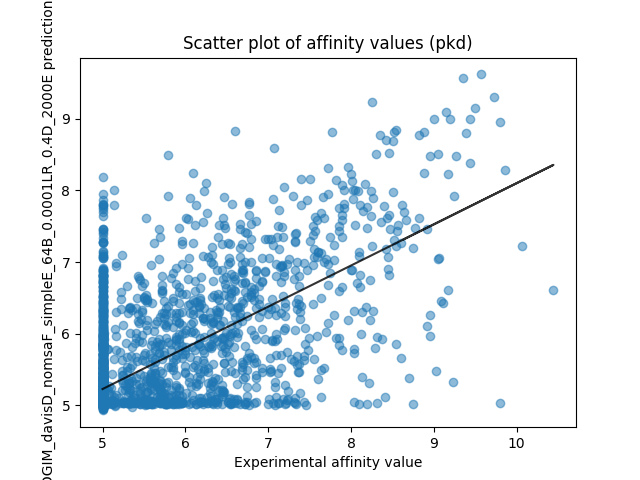 Scatter plot of affinity values (pkd)
GIM_davisD_nomsaF_simpleE_64B_0.0001LR_0.4D_2000E prediction
9
8
7
6
5
5 6 7 8 9 10
Experimental affinity value